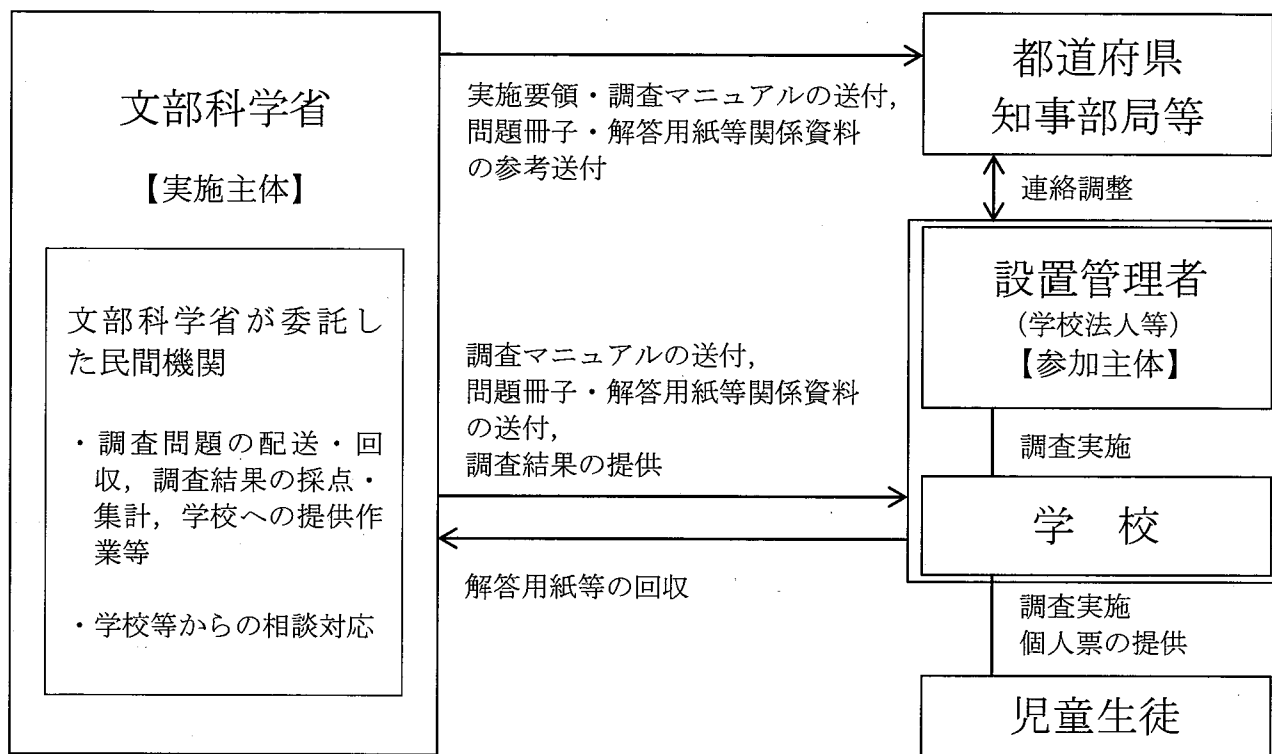 文部科学省
【実施主体】
文部科学省が委託し
た民間機関
・調査問題の配送・回
収，調査結果の採点・
集計，学校への提供作
業等
・学校等からの相談対応
実施要領・調査マニュアルの送付，
問題冊子・解答用紙等関係資料
の参考送付
調査マニュアルの送付，
問題冊子・解答用紙等関係資料
の送付，
調査結果の提供
解答用紙等の回収
都道府県
知事部局等
連絡調整
設置管理者
（学校法人等）
【参加主体】
調査実施
学　校
調査実施
個人票の提供
児童生徒